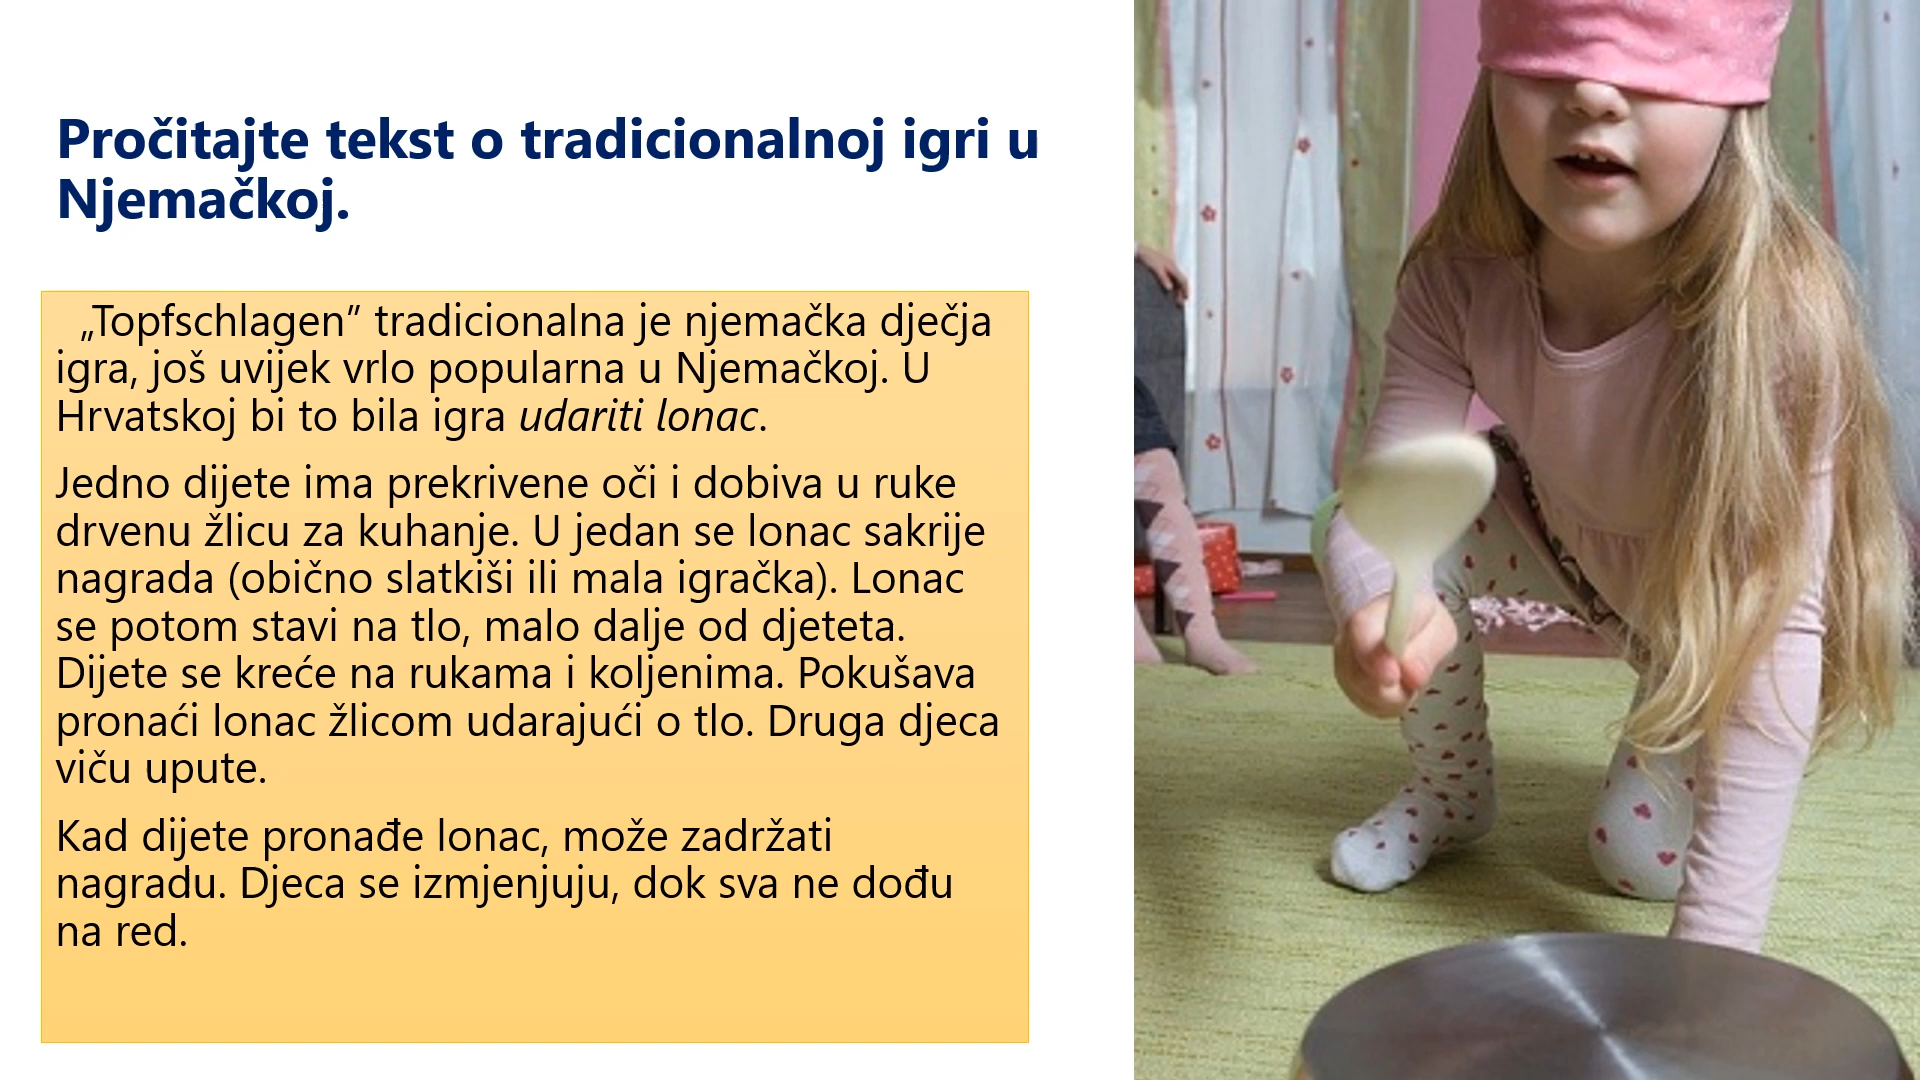 Pročitajte tekst o tradicionalnoj igri u
Njemačkoj.
„Topfschlagen” tradicionalna je njemačka dječja
igra, još uvijek vrlo popularna u Njemačkoj. U
Hrvatskoj bi to bila igra udariti lonac.
Jedno dijete ima prekrivene oči i dobiva u ruke
drvenu žlicu za kuhanje. U jedan se lonac sakrije
nagrada (obično slatkiši ili mala igračka). Lonac
se potom stavi na tlo, malo dalje od djeteta.
Dijete se kreće na rukama i koljenima. Pokušava
pronaći lonac žlicom udarajući o tlo. Druga djeca
viču upute.
Kad dijete pronađe lonac, može zadržati
nagradu. Djeca se izmjenjuju, dok sva ne dođu
na red.